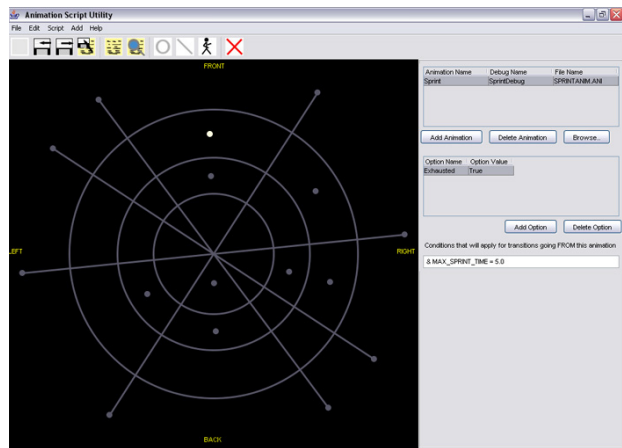 Animation Script Utility
File Edit Script Add Help
FRONT
LEFT
RIGHT
BACK
Animation Name Debug Name File Name
Sprint SprintDebug SPRINTANIM.ANI
Add Animation Delete Animation Browse..
Option Name Option Value
Exhausted True
Add Option Delete Option
Conditions that will apply for transitions going FROM this animation
& MAX_SPRINT_TIME = 5.0